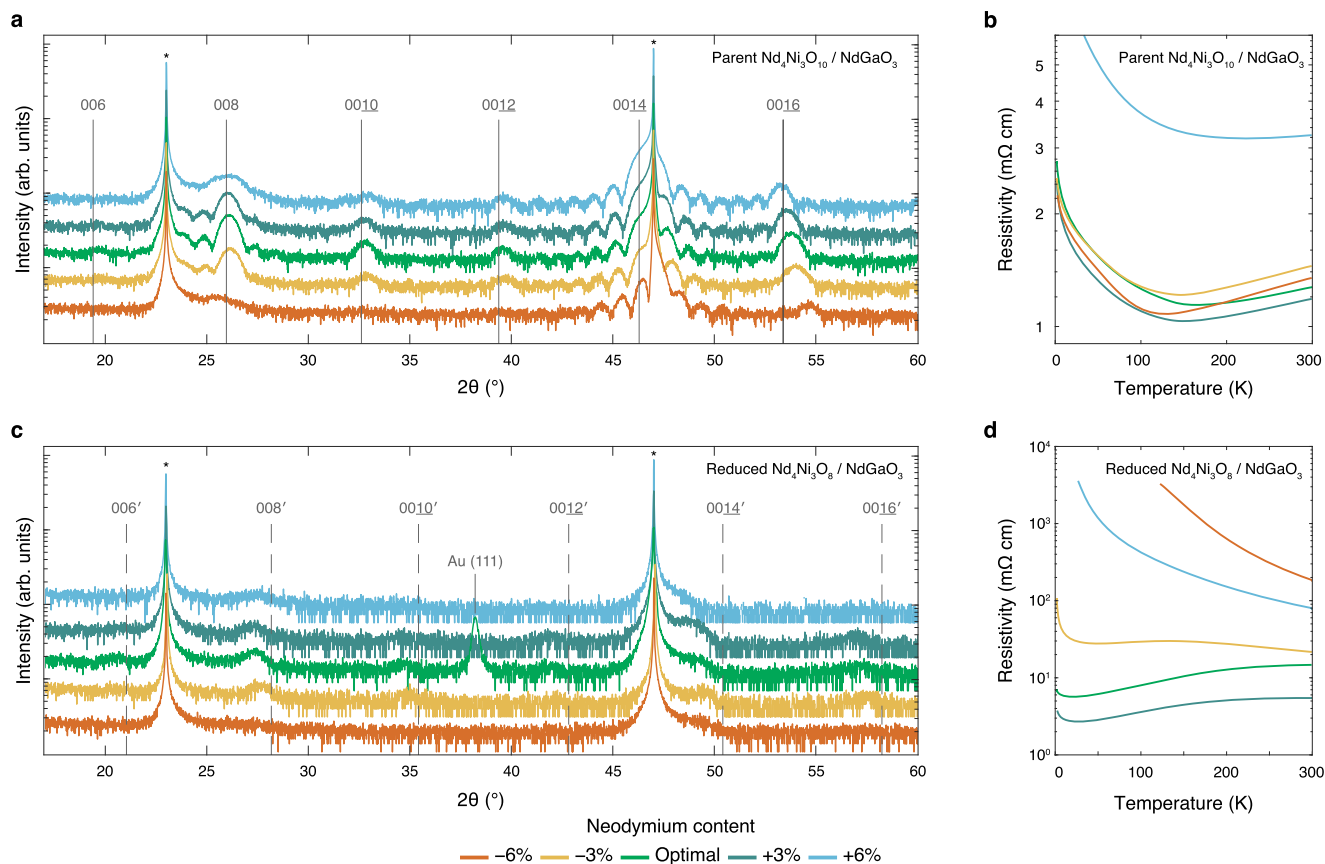 a
Parent Nd₄Ni₃O₁₀ / NdGaO₃
* *
006 008 0010 0012 0014 0016
Intensity (arb. units)
20 25 30 35 40 45 50 55 60
2θ (°)
b
Parent Nd₄Ni₃O₁₀ / NdGaO₃
Resistivity (mΩ cm)
5
4
3
2
1
0 100 200 300
Temperature (K)
c
Reduced Nd₄Ni₃O₈ / NdGaO₃
* *
006′ 008′ 0010′ 0012′ 0014′ 0016′
Au (111)
Intensity (arb. units)
20 25 30 35 40 45 50 55 60
2θ (°)
d
Reduced Nd₄Ni₃O₈ / NdGaO₃
Resistivity (mΩ cm)
10⁴
10³
10²
10¹
10⁰
0 100 200 300
Temperature (K)
Neodymium content
−6% −3% Optimal +3% +6%